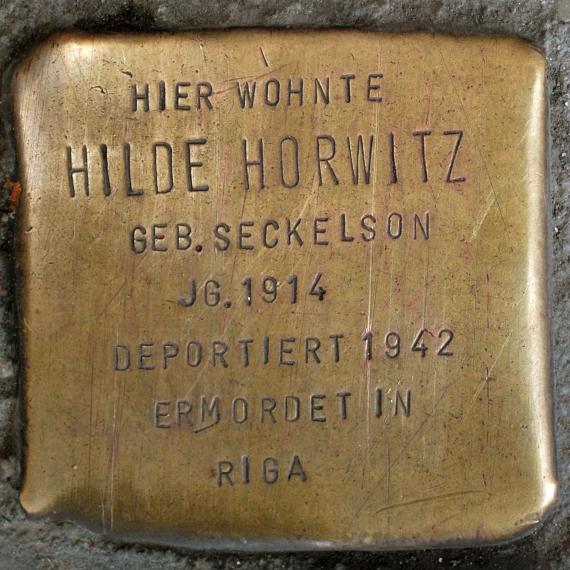 HIER WOHNTE
HILDE HORWITZ
GEB. SECKELSON
JG. 1914
DEPORTIERT 1942
ERMORDET IN
RIGA